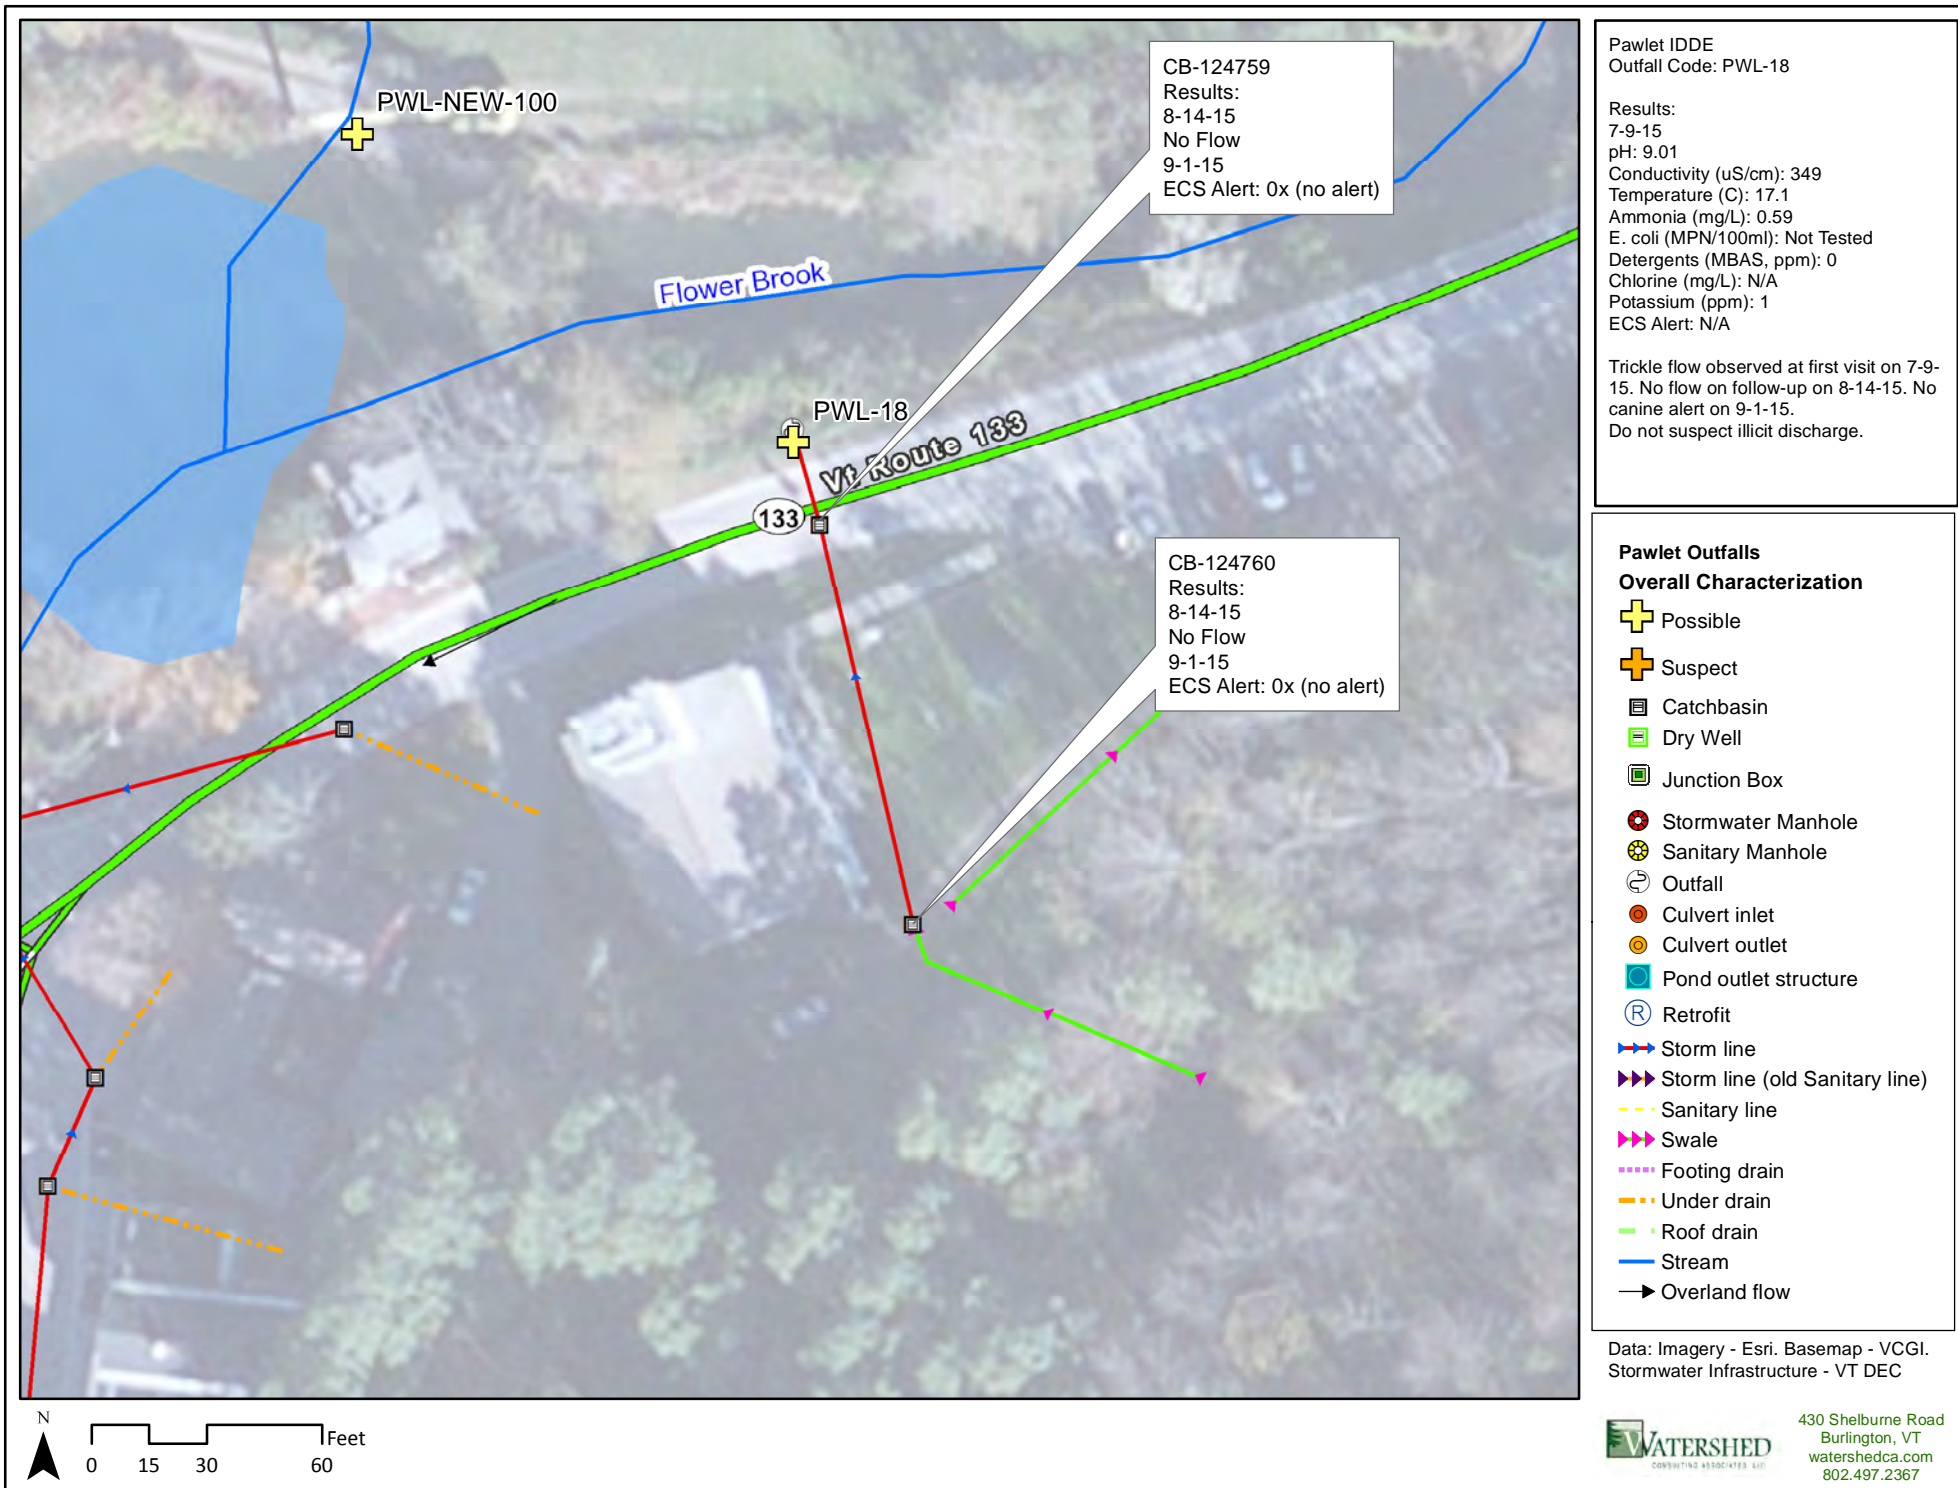 PWL-NEW-100
CB-124759
Results:
8-14-15
No Flow
9-1-15
ECS Alert: 0x (no alert)
Flower Brook
PWL-18
Vt Route 133
133
CB-124760
Results:
8-14-15
No Flow
9-1-15
ECS Alert: 0x (no alert)
Pawlet IDDE
Outfall Code: PWL-18
Results:
7-9-15
pH: 9.01
Conductivity (uS/cm): 349
Temperature (C): 17.1
Ammonia (mg/L): 0.59
E. coli (MPN/100ml): Not Tested
Detergents (MBAS, ppm): 0
Chlorine (mg/L): N/A
Potassium (ppm): 1
ECS Alert: N/A
Trickle flow observed at first visit on 7-9-
15. No flow on follow-up on 8-14-15. No
canine alert on 9-1-15.
Do not suspect illicit discharge.
Pawlet Outfalls
Overall Characterization
Possible
Suspect
Catchbasin
Dry Well
Junction Box
Stormwater Manhole
Sanitary Manhole
Outfall
Culvert inlet
Culvert outlet
Pond outlet structure
R Retrofit
Storm line
Storm line (old Sanitary line)
Sanitary line
Swale
Footing drain
Under drain
Roof drain
Stream
Overland flow
Data: Imagery - Esri. Basemap - VCGI.
Stormwater Infrastructure - VT DEC
N
Feet
0 15 30 60
WATERSHED
CONSULTING ASSOCIATES, LLC
430 Shelburne Road
Burlington, VT
watershedca.com
802.497.2367